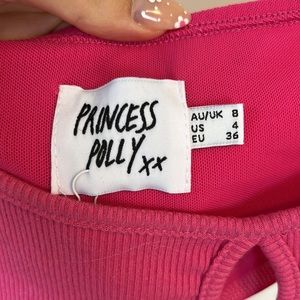 PRINCESS
POLLY xx
AU/UK 8
US 4
EU 36